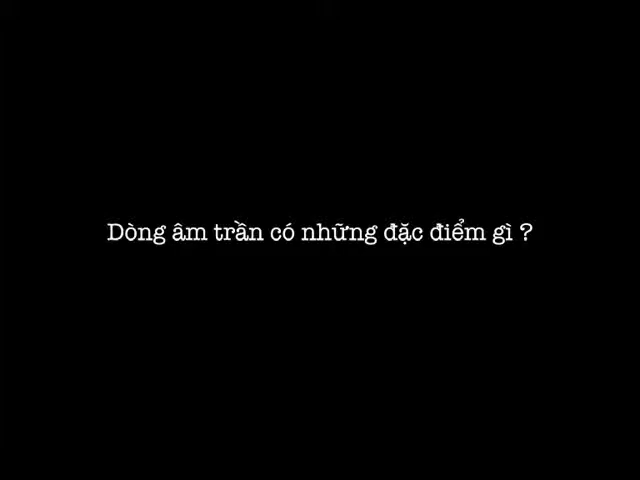 Dòng âm trần có những đặc điểm gì ?